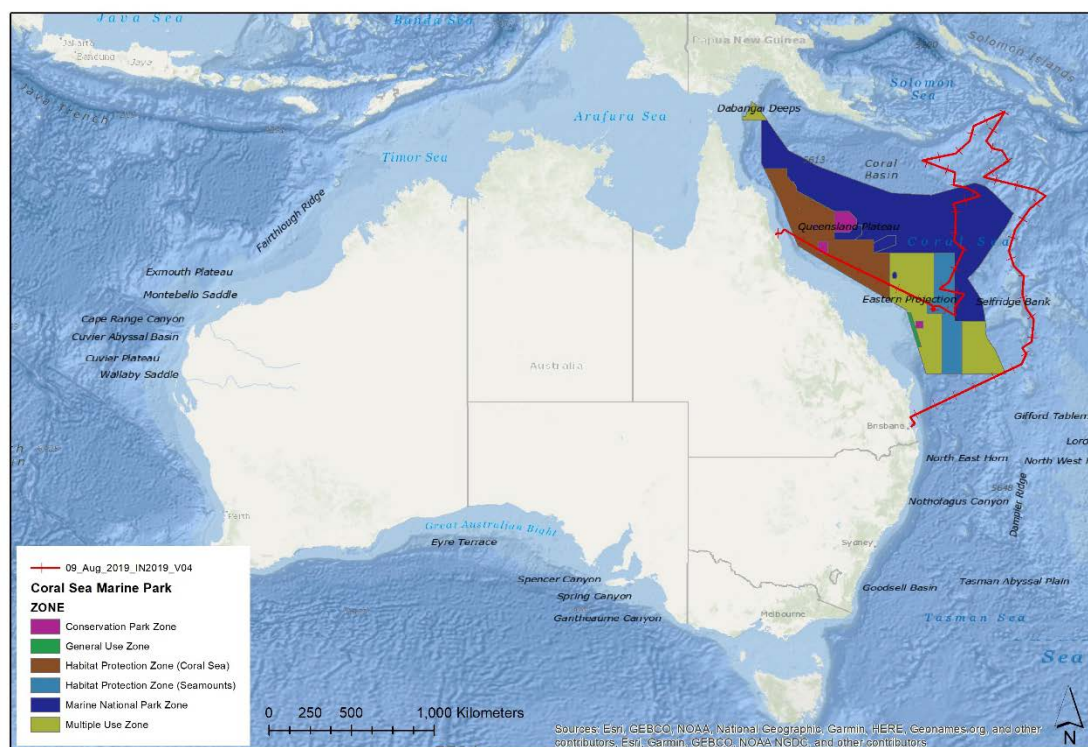 Java Sea
Banda Sea
Jakarta
Bandung
Java
Java Trench
Papua New Guinea
Solomon Islands
Solomon
Sea
Dabangai Deeps
Arafura Sea
Timor Sea
Coral
Basin
Fairthlough Ridge
Queensland Plateau
Coral Sea
Exmouth Plateau
Montebello Saddle
Eastern Projection
Selfridge Bank
Cape Range Canyon
Cuvier Abyssal Basin
Cuvier Plateau
Wallaby Saddle
Australia
Gifford Tablem
Brisbane
Lord
North East Horn
North West
Nothofagus Canyon
Dampier Ridge
Perth
Great Australian Bight
Eyre Terrace
Sydney
Spencer Canyon
Spring Canyon
Gantheaume Canyon
Goodsell Basin
Tasman Abyssal Plain
Melbourne
Tasman Sea
Sea
09_Aug_2019_IN2019_V04
Coral Sea Marine Park
ZONE
Conservation Park Zone
General Use Zone
Habitat Protection Zone (Coral Sea)
Habitat Protection Zone (Seamounts)
Marine National Park Zone
Multiple Use Zone
0 250 500 1,000 Kilometers
Sources: Esri, GEBCO, NOAA, National Geographic, Garmin, HERE, Geonames.org, and other
contributors, Esri, Garmin, GEBCO, NOAA NGDC, and other contributors
N